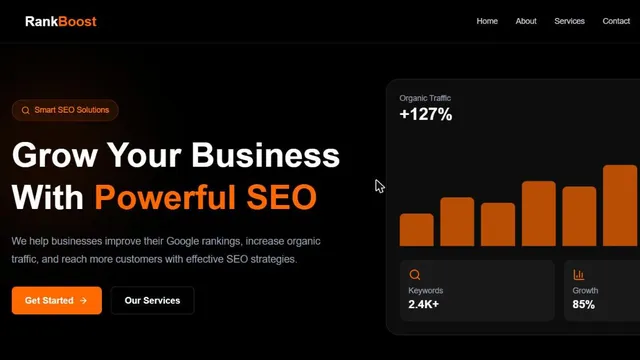 RankBoost
Home About Services Contact
Smart SEO Solutions
Grow Your Business
With Powerful SEO
We help businesses improve their Google rankings, increase organic
traffic, and reach more customers with effective SEO strategies.
Get Started →
Our Services
Organic Traffic
+127%
Keywords
2.4K+
Growth
85%